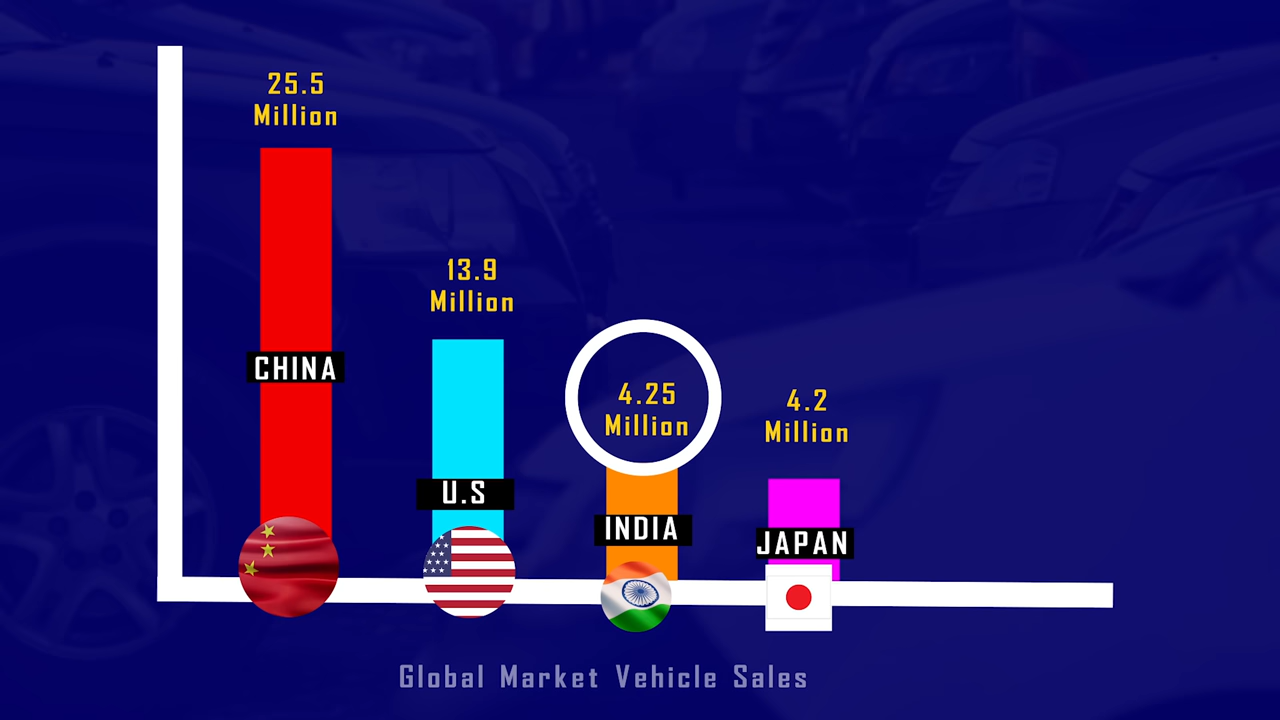 25.5
Million
CHINA
13.9
Million
U.S
4.25
Million
INDIA
4.2
Million
JAPAN
Global Market Vehicle Sales